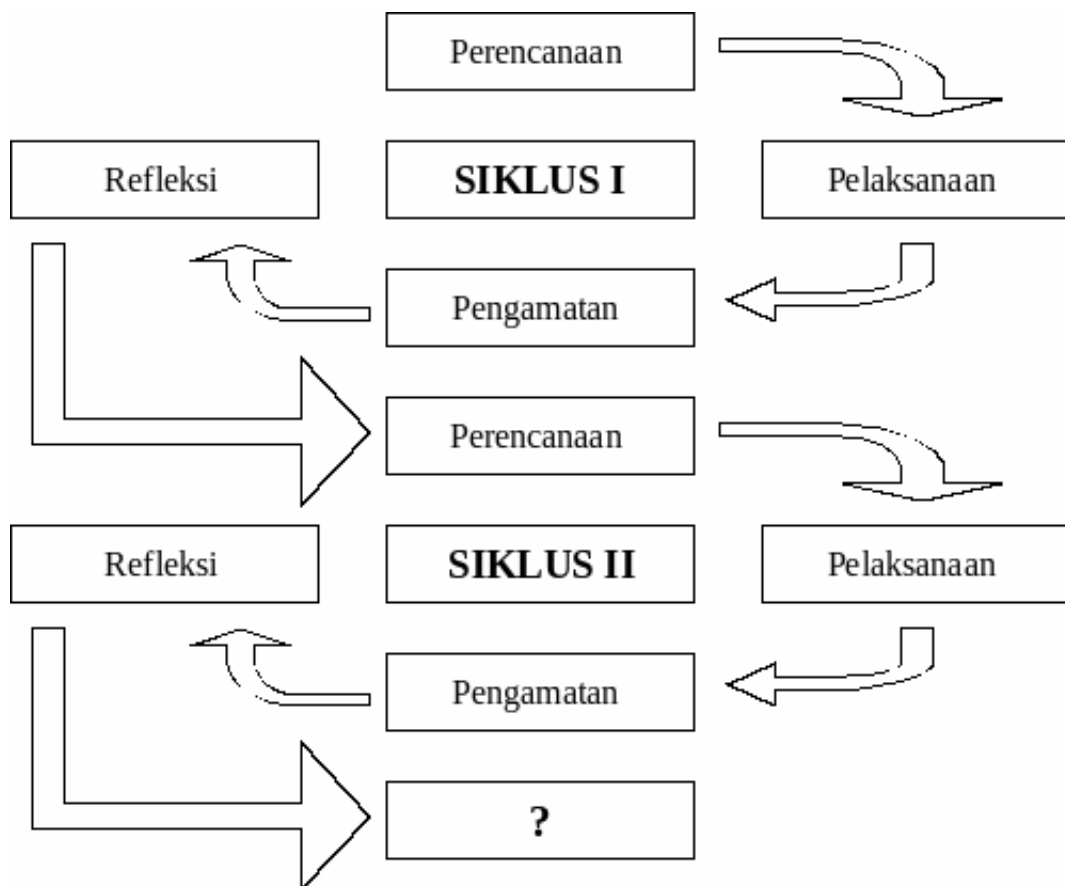 Perencanaan
Refleksi
SIKLUS I
Pelaksanaan
Pengamatan
Perencanaan
Refleksi
SIKLUS II
Pelaksanaan
Pengamatan
?